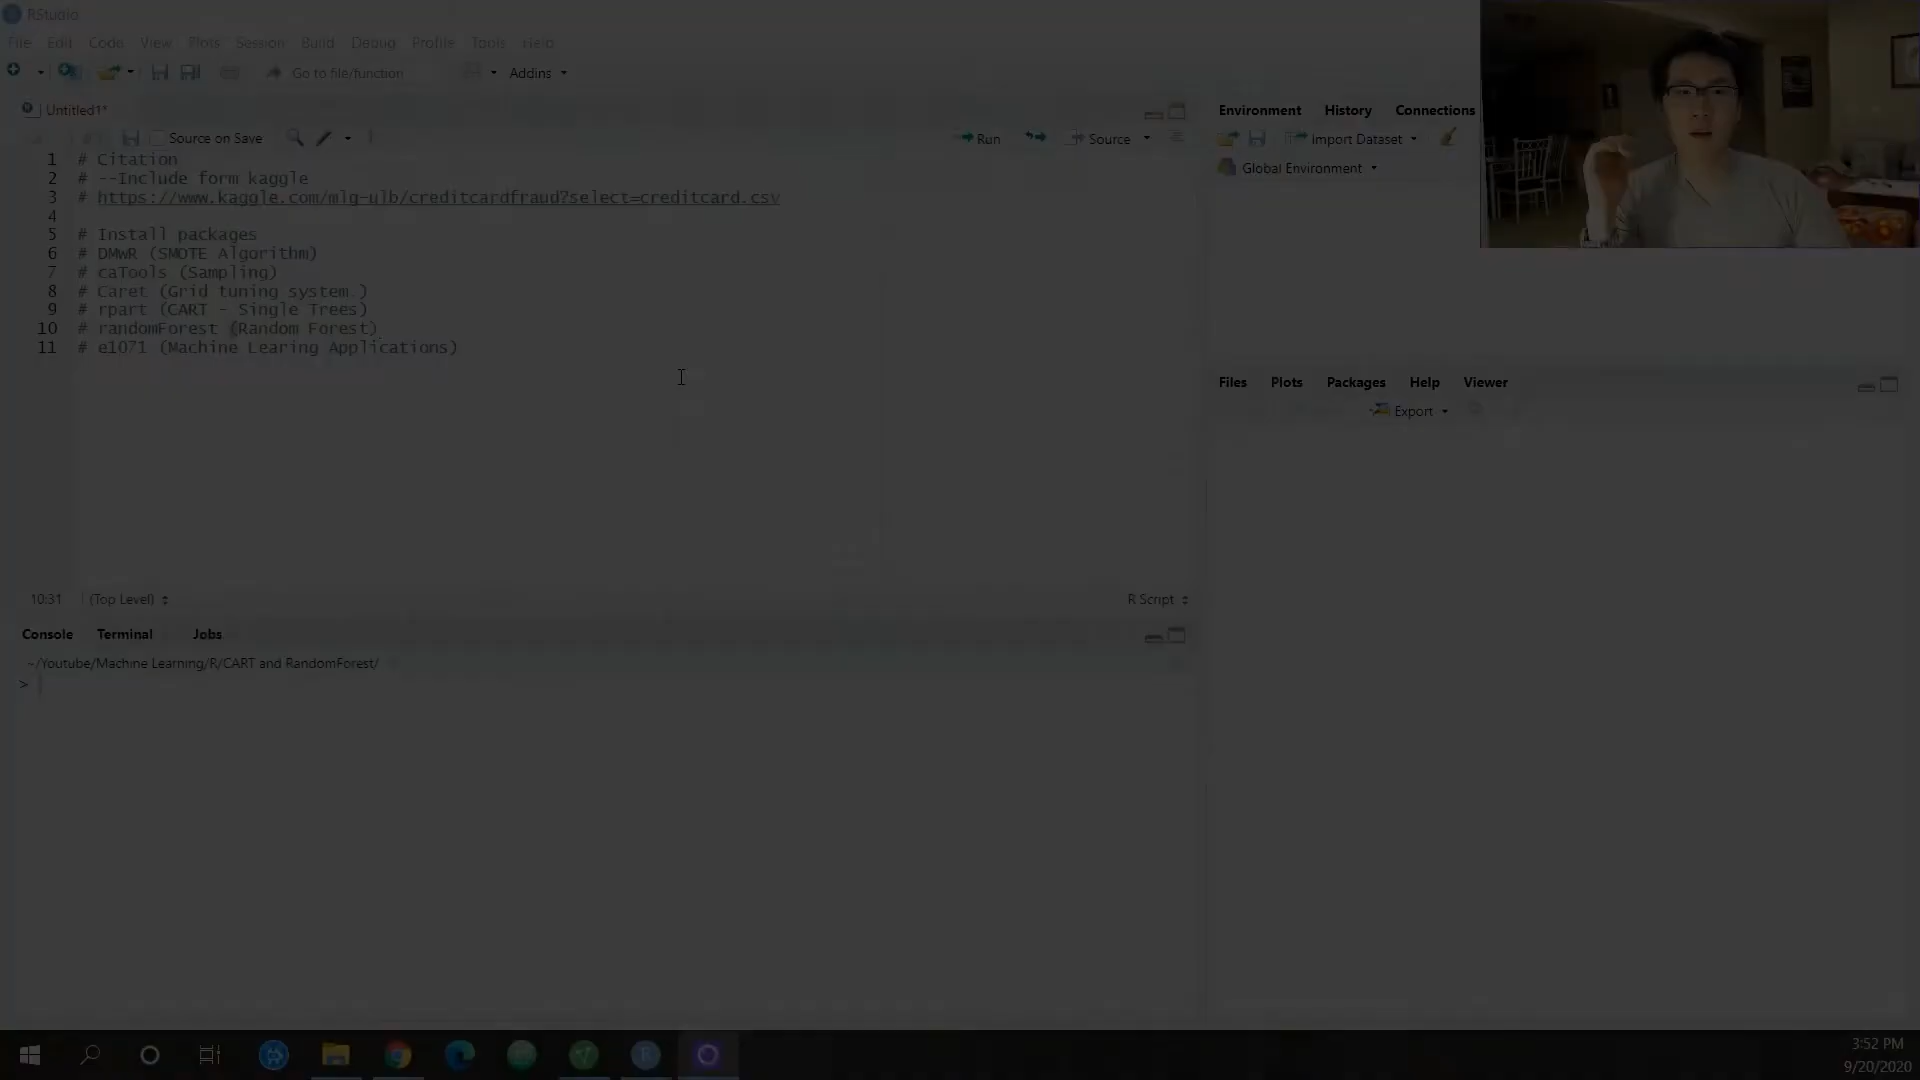 RStudio
File Edit Code View Plots Session Build Debug Profile Tools Help
Go to file/function Addins
Untitled1*
Source on Save Run Source
1 # Citation
2 # --Include form kaggle
3 # https://www.kaggle.com/mlg-ulb/creditcardfraud?select=creditcard.csv
4
5 # Install packages
6 # DMwR (SMOTE Algorithm)
7 # caTools (Sampling)
8 # Caret (Grid tuning system.)
9 # rpart (CART - Single Trees)
10 # randomForest (Random Forest)
11 # e1071 (Machine Learing Applications)
10:31 (Top Level) R Script
Console Terminal Jobs
~/Youtube/Machine Learning/R/CART and RandomForest/
>
Environment History Connections
Import Dataset
Global Environment
Files Plots Packages Help Viewer
Export
3:52 PM
9/20/2020